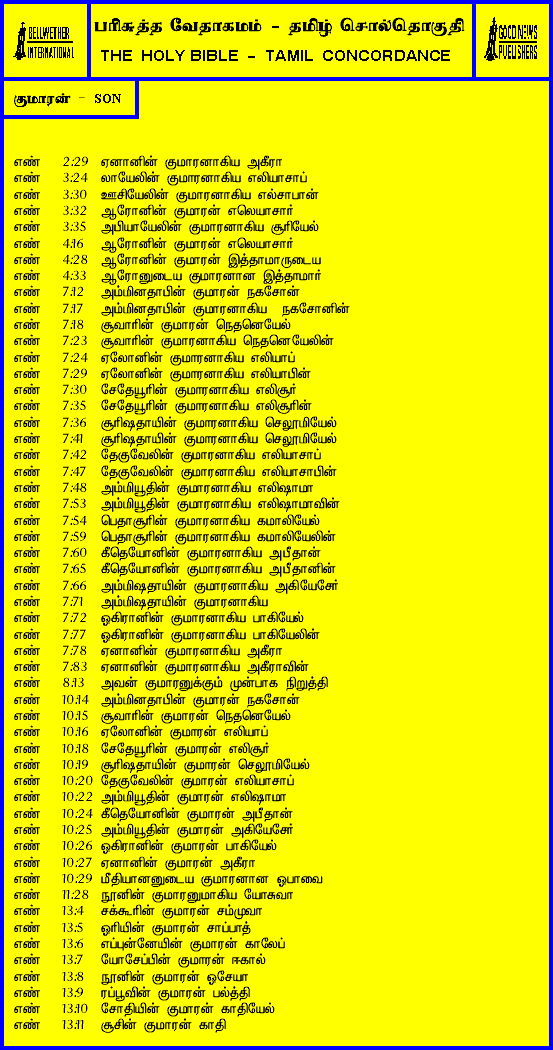 BELLWETHER
INTERNATIONAL
பரிசுத்த வேதாகமம் - தமிழ் சொல்தொகுதி
THE HOLY BIBLE - TAMIL CONCORDANCE
GOOD NEWS
PUBLISHERS
குமாரன் - SON
எண் 2:29 ஏனானின் குமாரனாகிய அகீரா
எண் 3:24 லாயேலின் குமாரனாகிய எலியாசாப்
எண் 3:30 ஊசியேலின் குமாரனாகிய எல்சாபான்
எண் 3:32 ஆரோனின் குமாரன் எலெயாசார்
எண் 3:35 அபியாயேலின் குமாரனாகிய சூரியேல்
எண் 4:16 ஆரோனின் குமாரன் எலெயாசார்
எண் 4:28 ஆரோனின் குமாரன் இத்தாமாருடைய
எண் 4:33 ஆரோனுடைய குமாரனான இத்தாமார்
எண் 7:12 அம்மினதாபின் குமாரன் நகசோன்
எண் 7:17 அம்மினதாபின் குமாரனாகிய நகசோனின்
எண் 7:18 சூவாரின் குமாரன் நெதனெயேல்
எண் 7:23 சூவாரின் குமாரனாகிய நெதனெயேலின்
எண் 7:24 ஏலோனின் குமாரனாகிய எலியாப்
எண் 7:29 ஏலோனின் குமாரனாகிய எலியாபின்
எண் 7:30 சேதேயூரின் குமாரனாகிய எலிசூர்
எண் 7:35 சேதேயூரின் குமாரனாகிய எலிசூரின்
எண் 7:36 சூரிஷதாயின் குமாரனாகிய செலூமியேல்
எண் 7:41 சூரிஷதாயின் குமாரனாகிய செலூமியேல்
எண் 7:42 தேகுவேலின் குமாரனாகிய எலியாசாப்
எண் 7:47 தேகுவேலின் குமாரனாகிய எலியாசாபின்
எண் 7:48 அம்மியூதின் குமாரனாகிய எலிஷாமா
எண் 7:53 அம்மியூதின் குமாரனாகிய எலிஷாமாவின்
எண் 7:54 பெதாசூரின் குமாரனாகிய கமாலியேல்
எண் 7:59 பெதாசூரின் குமாரனாகிய கமாலியேலின்
எண் 7:60 கீதெயோனின் குமாரனாகிய அபீதான்
எண் 7:65 கீதெயோனின் குமாரனாகிய அபீதானின்
எண் 7:66 அம்மிஷதாயின் குமாரனாகிய அகியேசேர்
எண் 7:71 அம்மிஷதாயின் குமாரனாகிய
எண் 7:72 ஒகிரானின் குமாரனாகிய பாகியேல்
எண் 7:77 ஒகிரானின் குமாரனாகிய பாகியேலின்
எண் 7:78 ஏனானின் குமாரனாகிய அகீரா
எண் 7:83 ஏனானின் குமாரனாகிய அகீராவின்
எண் 8:13 அவன் குமாரனுக்கும் முன்பாக நிறுத்தி
எண் 10:14 அம்மினதாபின் குமாரன் நகசோன்
எண் 10:15 சூவாரின் குமாரன் நெதனெயேல்
எண் 10:16 ஏலோனின் குமாரன் எலியாப்
எண் 10:18 சேதேயூரின் குமாரன் எலிசூர்
எண் 10:19 சூரிஷதாயின் குமாரன் செலூமியேல்
எண் 10:20 தேகுவேலின் குமாரன் எலியாசாப்
எண் 10:22 அம்மியூதின் குமாரன் எலிஷாமா
எண் 10:24 கீதெயோனின் குமாரன் அபீதான்
எண் 10:25 அம்மியூதின் குமாரன் அகியேசேர்
எண் 10:26 ஒகிரானின் குமாரன் பாகியேல்
எண் 10:27 ஏனானின் குமாரன் அகீரா
எண் 10:29 மீதியானனுடைய குமாரனான ஒபாவை
எண் 11:28 நூனின் குமாரனுமாகிய யோசுவா
எண் 13:4 சக்கூரின் குமாரன் சம்முவா
எண் 13:5 ஒரியின் குமாரன் சாப்பாத்
எண் 13:6 எப்புன்னேயின் குமாரன் காலேப்
எண் 13:7 யோசேப்பின் குமாரன் ஈகால்
எண் 13:8 நூனின் குமாரன் ஒசேயா
எண் 13:9 ரப்பூவின் குமாரன் பல்த்தி
எண் 13:10 சோதியின் குமாரன் காதியேல்
எண் 13:11 சூசின் குமாரன் காதி